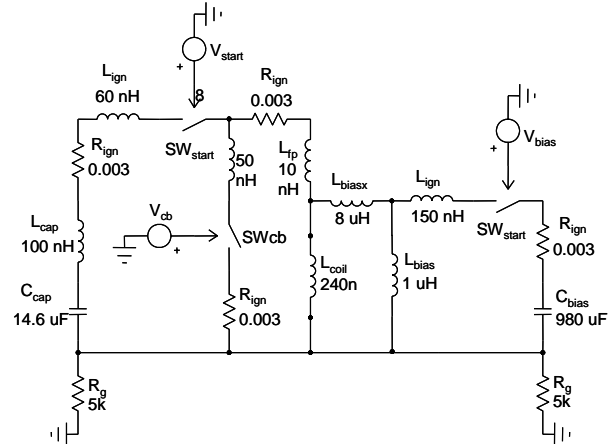 V_start
+
L_ign
60 nH
8
R_ign
0.003
SW_start
R_ign
0.003
50
nH
L_fp
10
nH
V_bias
+
L_biasx
8 uH
L_ign
150 nH
SW_start
L_cap
100 nH
V_cb
+
SWcb
R_ign
0.003
L_coil
240n
L_bias
1 uH
R_ign
0.003
C_cap
14.6 uF
C_bias
980 uF
R_g
5k
R_g
5k